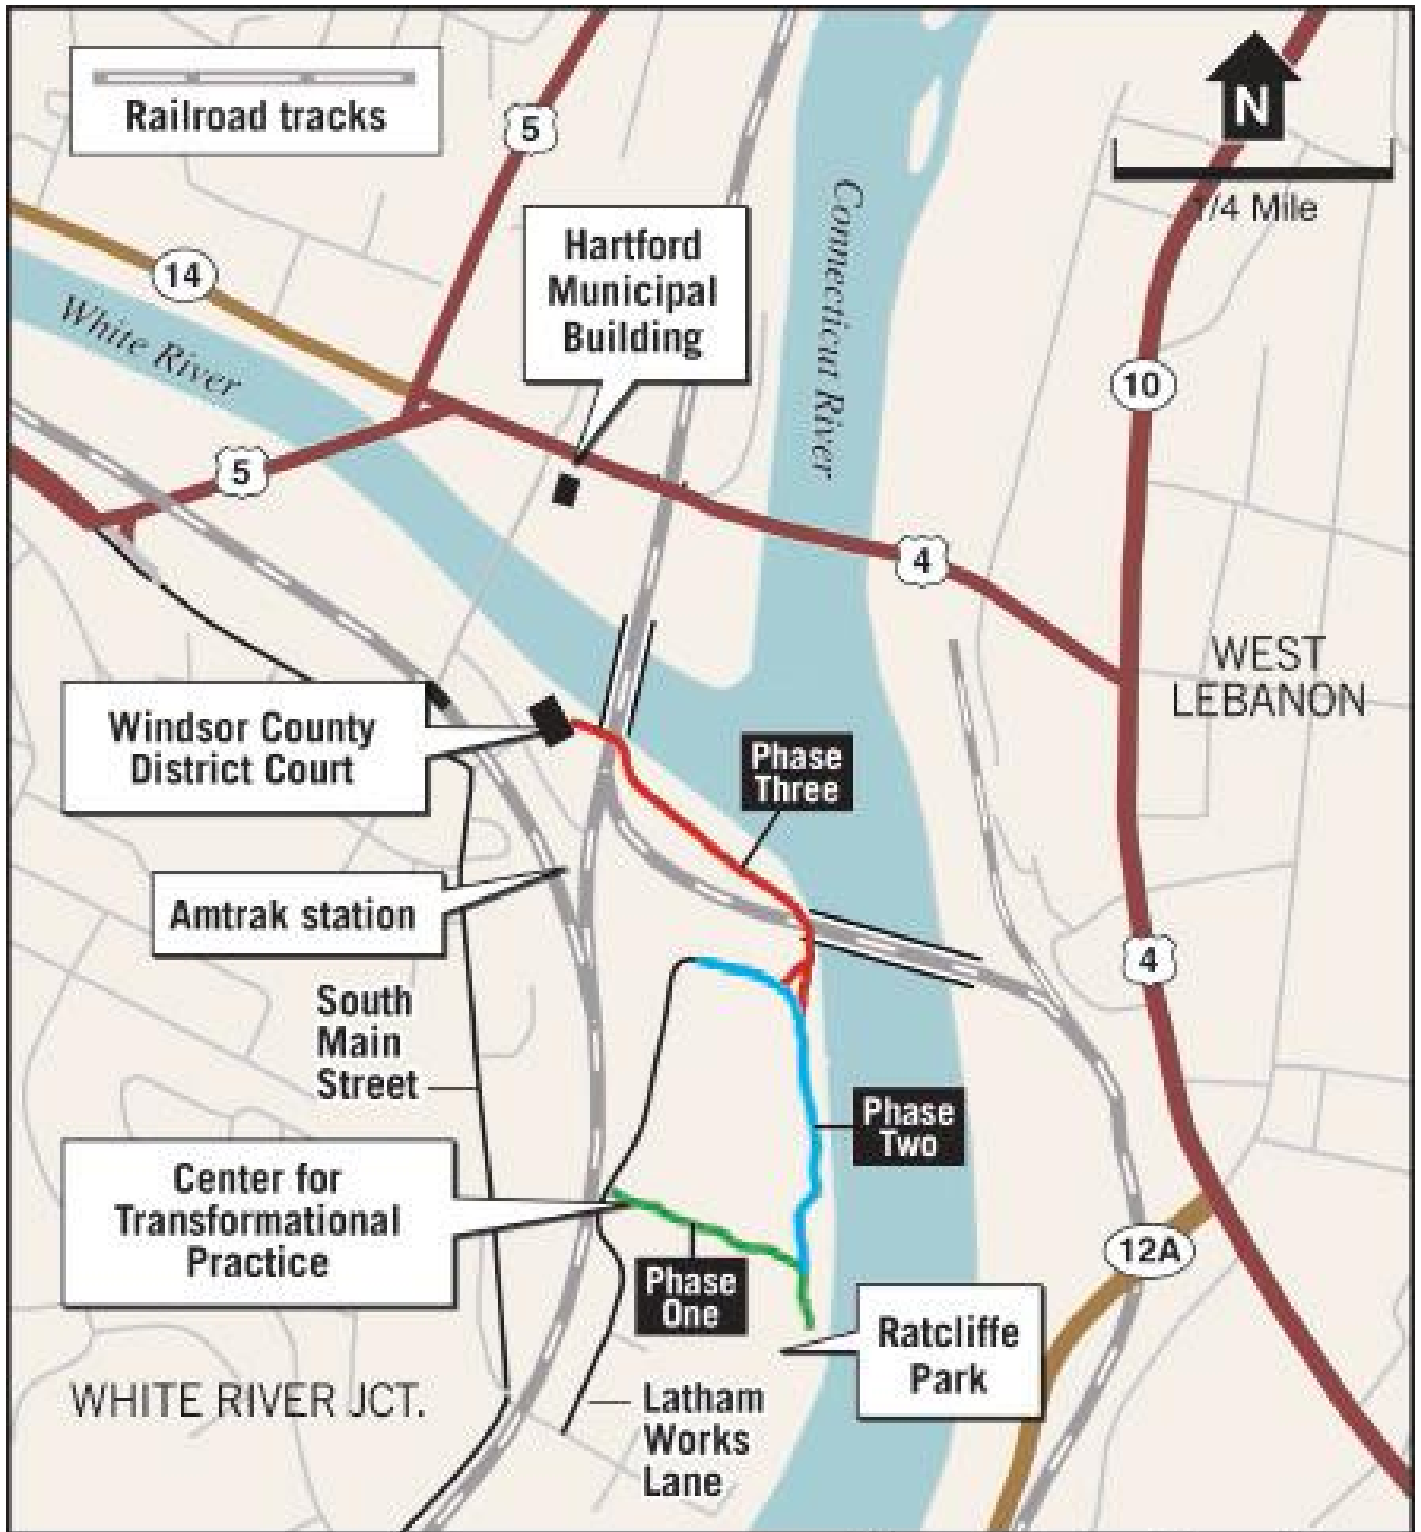 Railroad tracks
N
1/4 Mile
5
Connecticut River
Hartford
Municipal
Building
14
White River
10
5
4
WEST
LEBANON
Windsor County
District Court
Phase
Three
Amtrak station
4
South
Main
Street
Phase
Two
Center for
Transformational
Practice
12A
Phase
One
Ratcliffe
Park
WHITE RIVER JCT.
Latham
Works
Lane